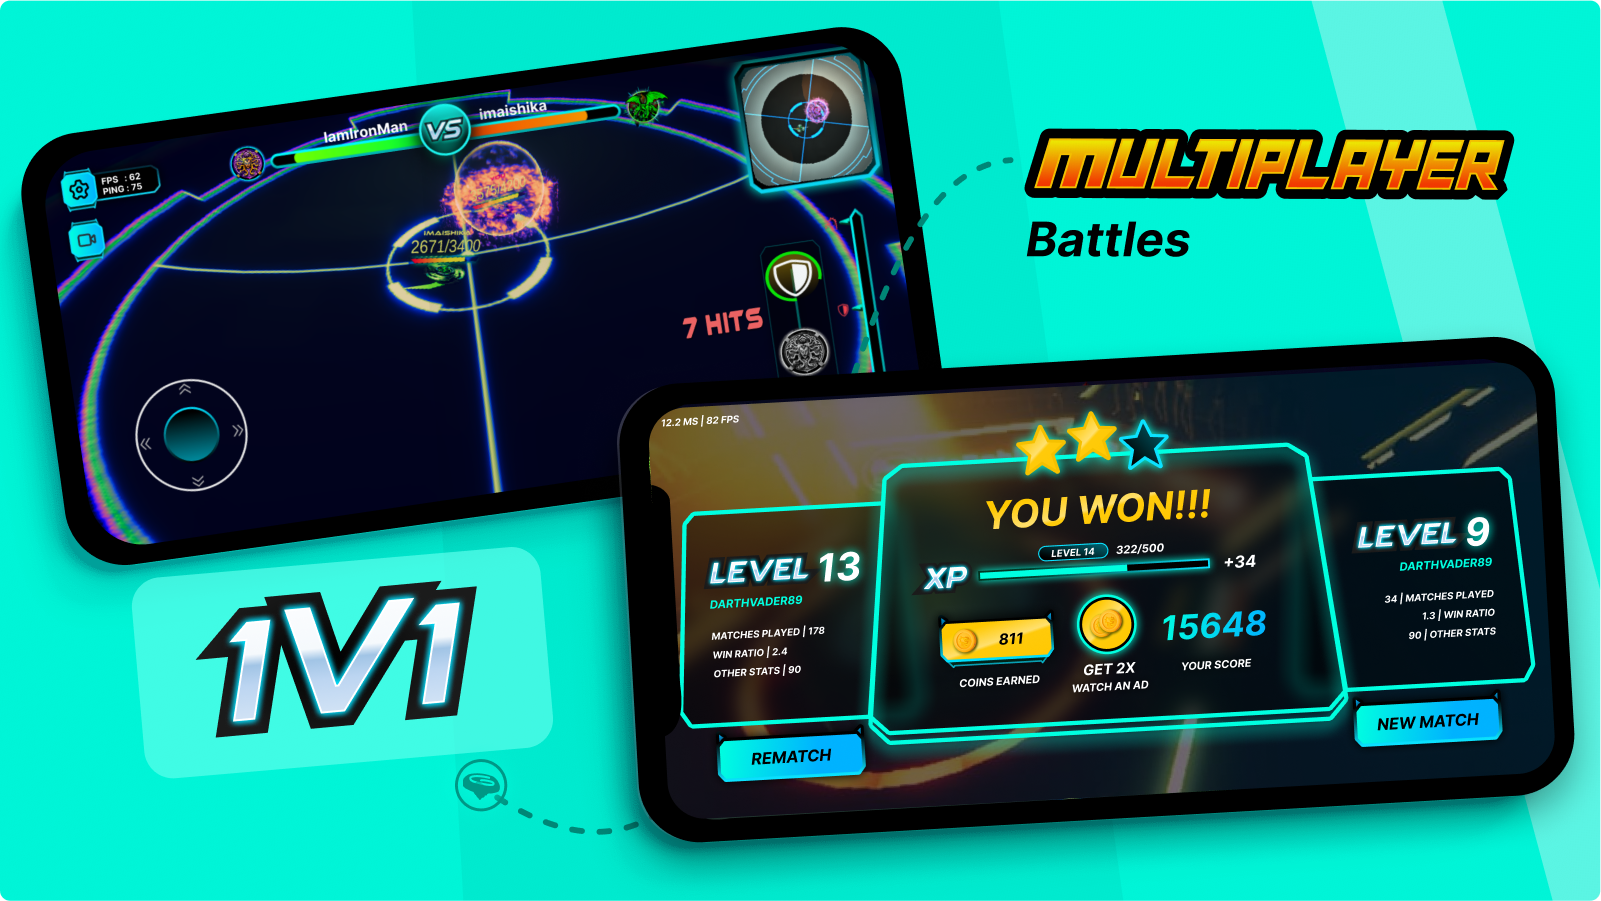 IamIronMan
VS
imaishika
FPS : 62
PING : 75
IMAISHIKA
2671/3400
7 HITS
MULTIPLAYER
Battles
1V1
12.2 MS | 82 FPS
YOU WON!!!
LEVEL 14
322/500
XP
+34
811
COINS EARNED
GET 2X
WATCH AN AD
15648
YOUR SCORE
LEVEL 13
DARTHVADER89
MATCHES PLAYED | 178
WIN RATIO | 2.4
OTHER STATS | 90
REMATCH
LEVEL 9
DARTHVADER89
34 | MATCHES PLAYED
1.3 | WIN RATIO
90 | OTHER STATS
NEW MATCH